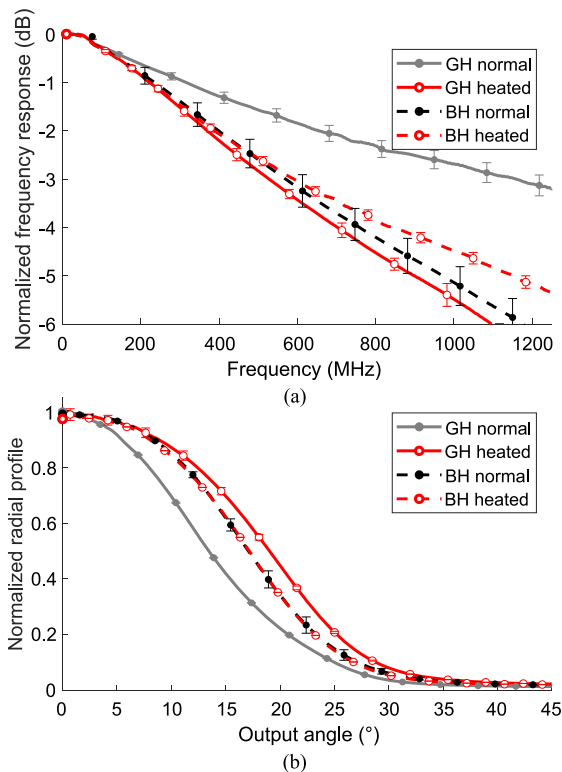 Normalized frequency response (dB)
0
-1
-2
-3
-4
-5
-6
GH normal
GH heated
BH normal
BH heated
0 200 400 600 800 1000 1200
Frequency (MHz)
(a)
Normalized radial profile
1
0.8
0.6
0.4
0.2
0
GH normal
GH heated
BH normal
BH heated
0 5 10 15 20 25 30 35 40 45
Output angle (°)
(b)